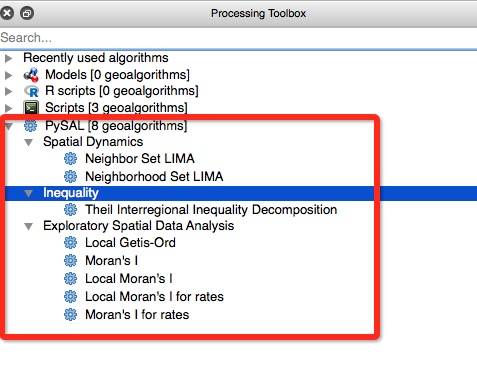 Processing Toolbox
Search...
Recently used algorithms
Models [0 geoalgorithms]
R scripts [0 geoalgorithms]
Scripts [3 geoalgorithms]
PySAL [8 geoalgorithms]
Spatial Dynamics
Neighbor Set LIMA
Neighborhood Set LIMA
Inequality
Theil Interregional Inequality Decomposition
Exploratory Spatial Data Analysis
Local Getis-Ord
Moran's I
Local Moran's I
Local Moran's I for rates
Moran's I for rates